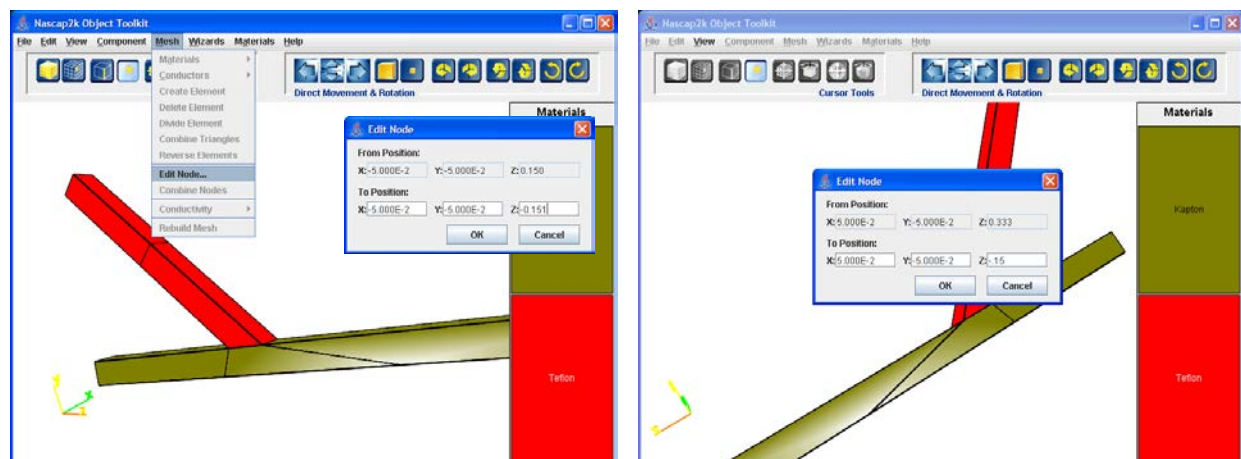 Nascap2k Object Toolkit
File Edit View Component Mesh Wizards Materials Help
Materials
Conductors
Create Element
Delete Element
Divide Element
Combine Triangles
Reverse Elements
Edit Node...
Combine Nodes
Conductivity
Rebuild Mesh
Direct Movement & Rotation
Materials
Edit Node
From Position:
X: -5.000E-2 Y: -5.000E-2 Z: 0.150
To Position:
X: -5.000E-2 Y: -5.000E-2 Z: -0.151
OK Cancel
Teflon
Nascap2k Object Toolkit
File Edit View Component Mesh Wizards Materials Help
Cursor Tools Direct Movement & Rotation
Materials
Edit Node
From Position:
X: 5.000E-2 Y: -5.000E-2 Z: 0.333
To Position:
X: 5.000E-2 Y: -5.000E-2 Z: -.15
OK Cancel
Kapton
Teflon